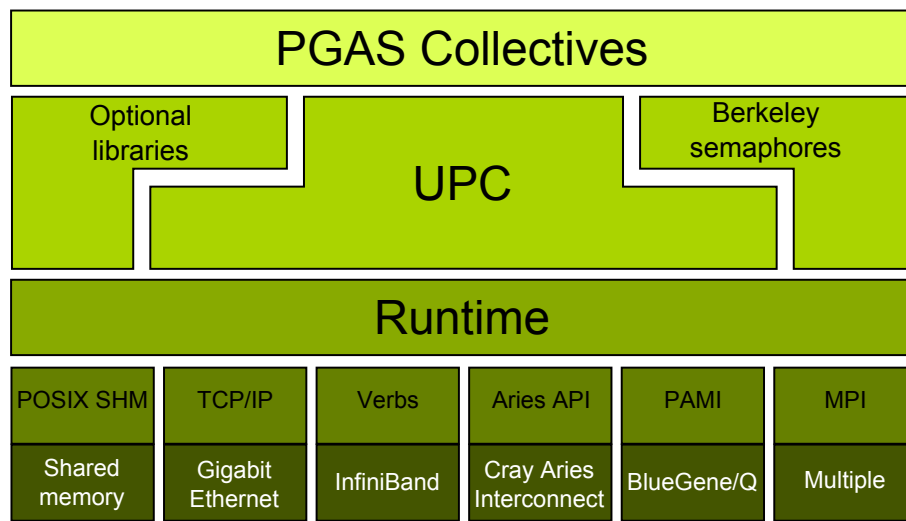 PGAS Collectives
Optional
libraries
UPC
Berkeley
semaphores
Runtime
POSIX SHM
TCP/IP
Verbs
Aries API
PAMI
MPI
Shared
memory
Gigabit
Ethernet
InfiniBand
Cray Aries
Interconnect
BlueGene/Q
Multiple